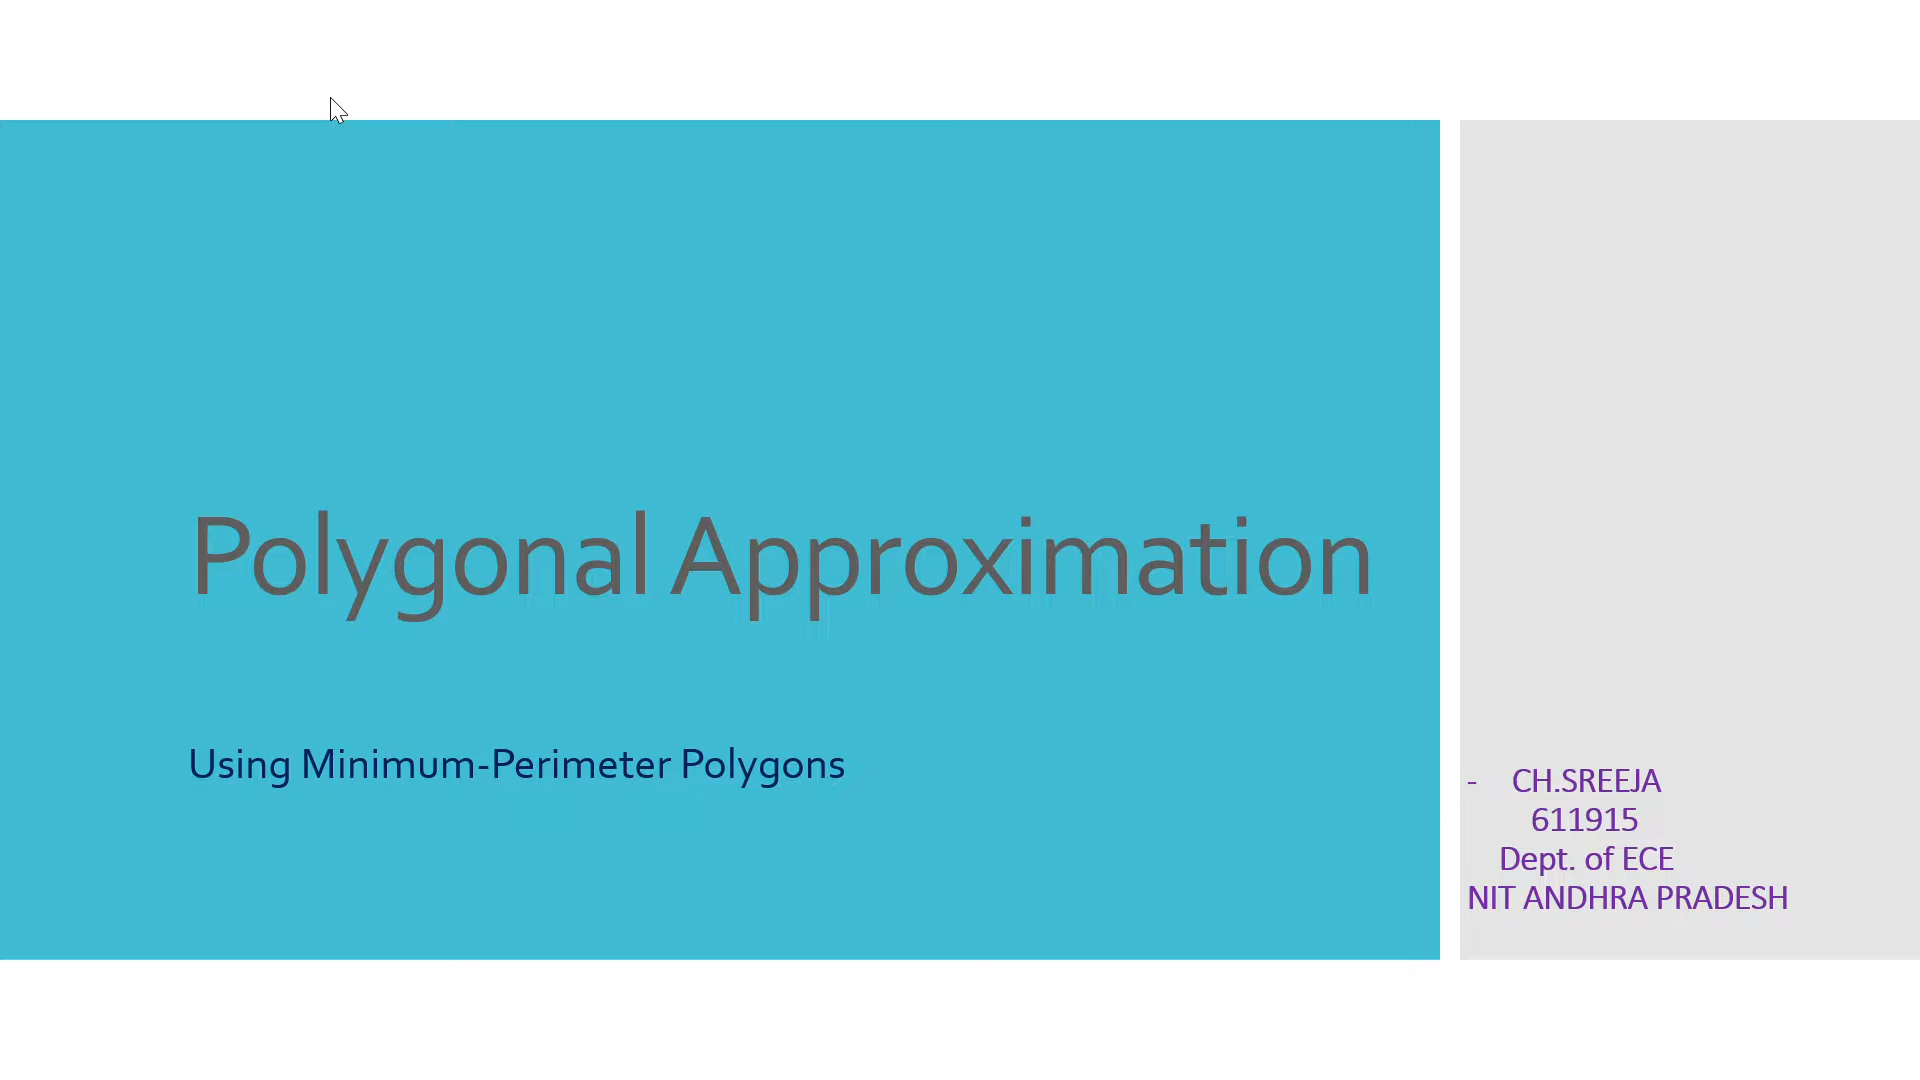 Polygonal Approximation
Using Minimum-Perimeter Polygons
- CH.SREEJA
611915
Dept. of ECE
NIT ANDHRA PRADESH